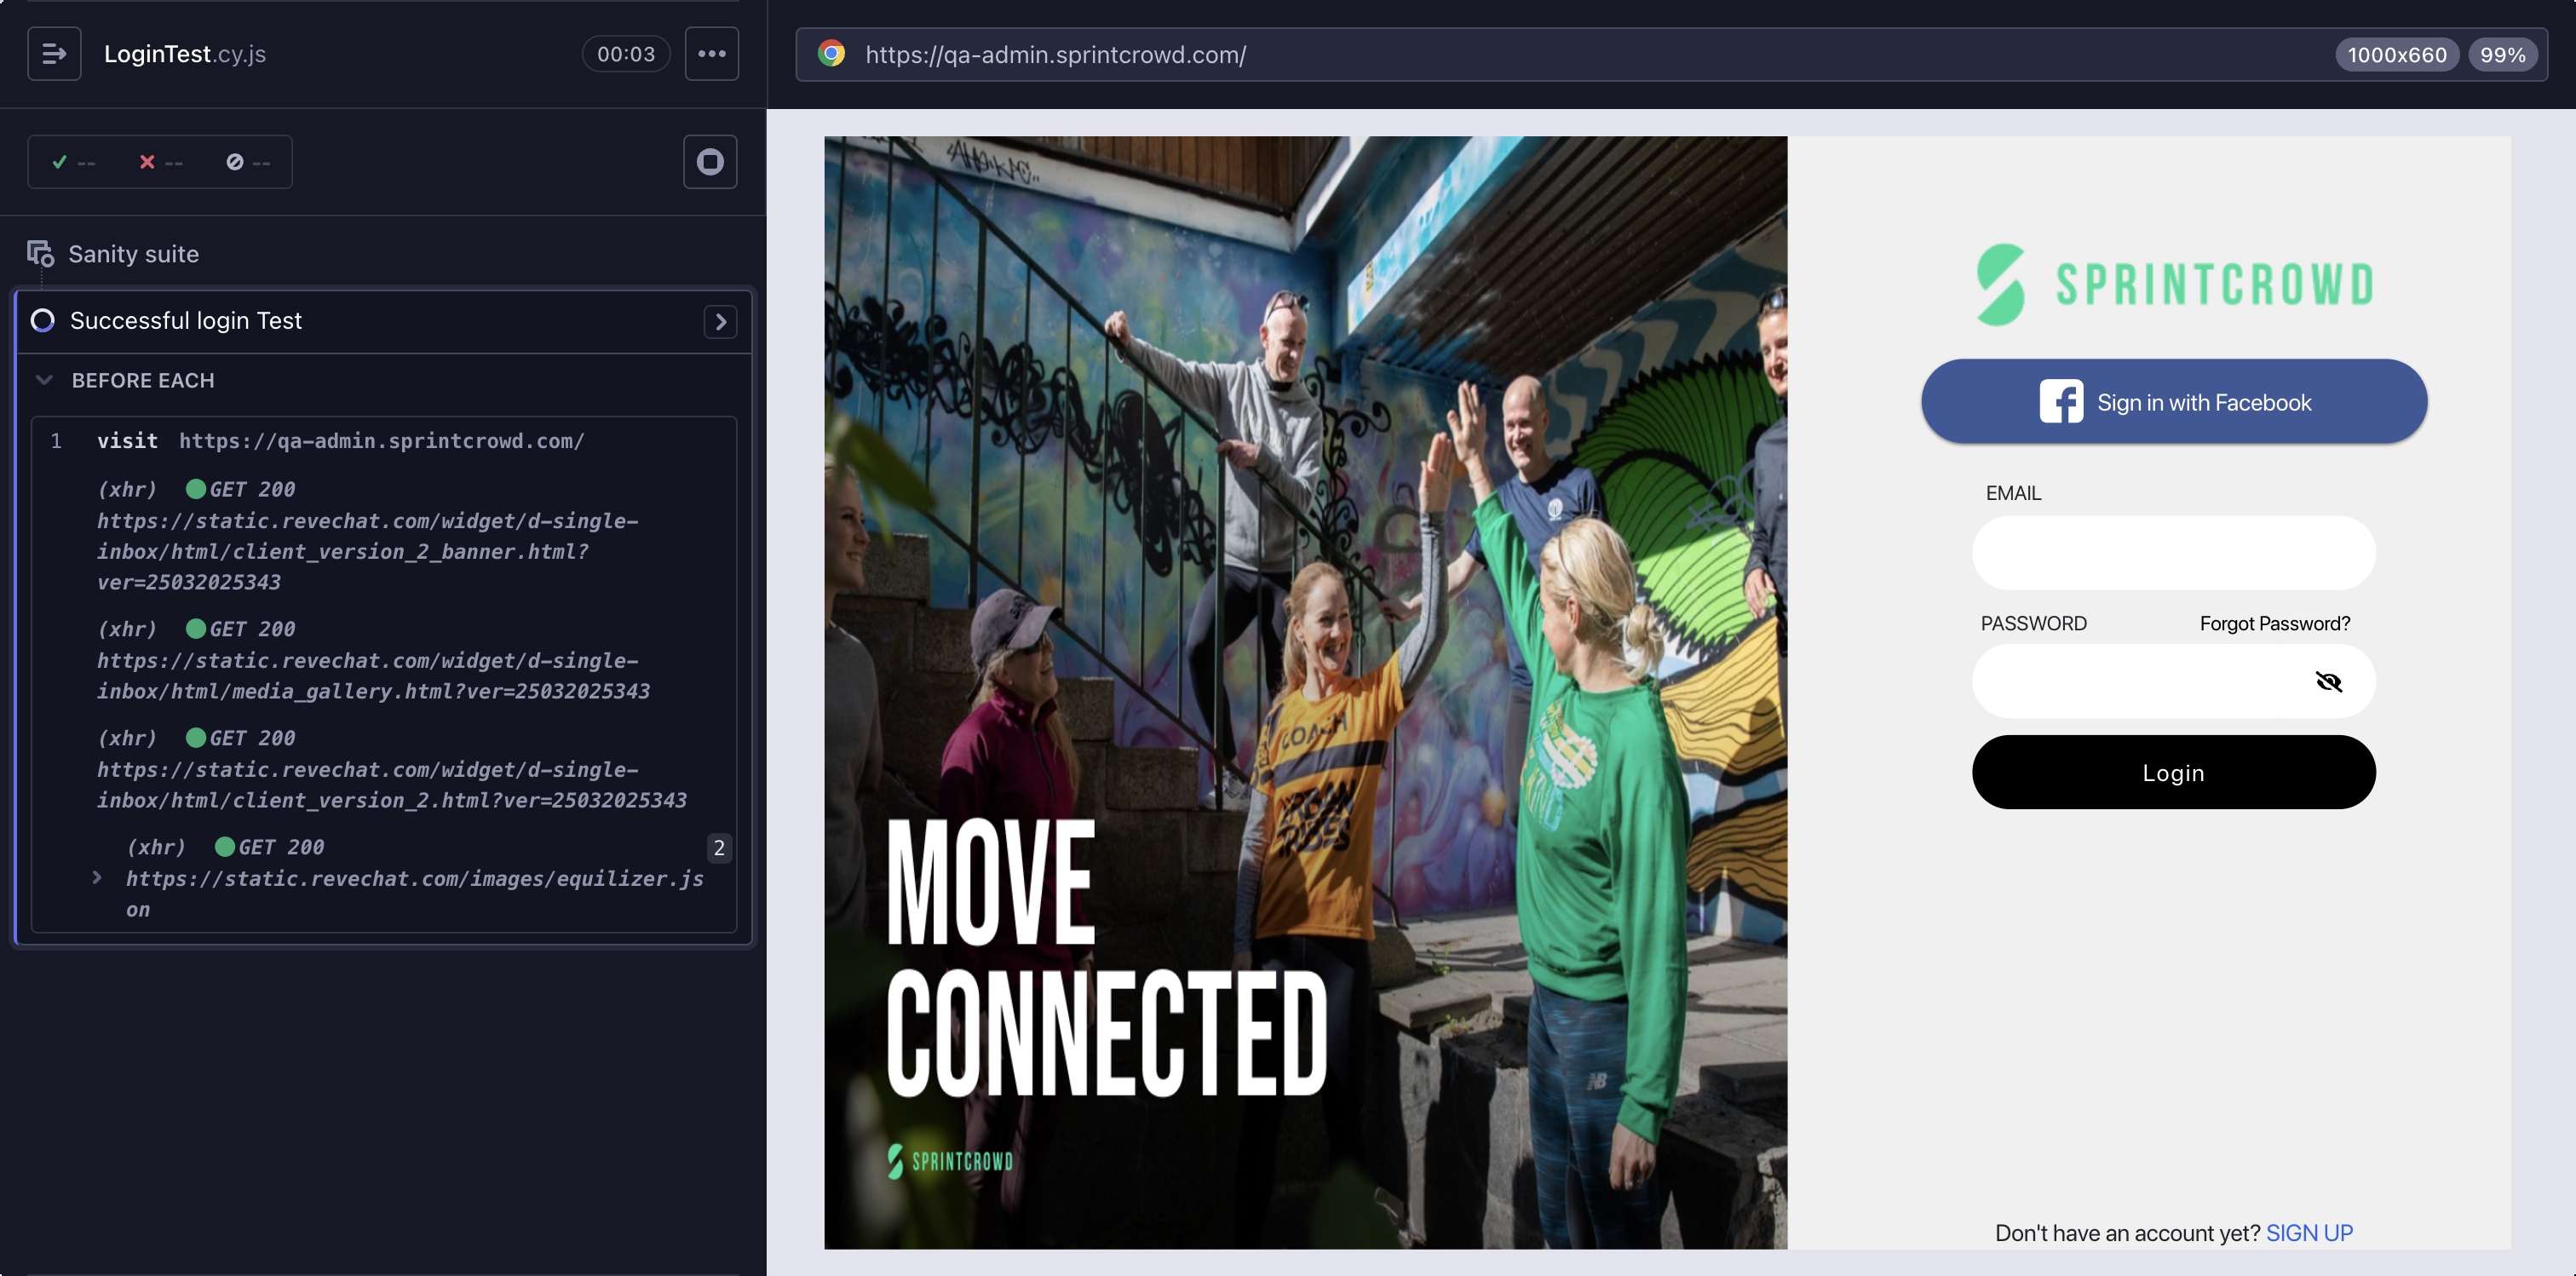 LoginTest.cy.js
00:03
https://qa-admin.sprintcrowd.com/
1000x660
99%
--
--
--
Sanity suite
Successful login Test
BEFORE EACH
1 visit https://qa-admin.sprintcrowd.com/
(xhr) GET 200
https://static.revechat.com/widget/d-single-
inbox/html/client_version_2_banner.html?
ver=25032025343
(xhr) GET 200
https://static.revechat.com/widget/d-single-
inbox/html/media_gallery.html?ver=25032025343
(xhr) GET 200
https://static.revechat.com/widget/d-single-
inbox/html/client_version_2.html?ver=25032025343
(xhr) GET 200 2
https://static.revechat.com/images/equilizer.js
on
COACH
NB
MOVE
CONNECTED
SPRINTCROWD
SPRINTCROWD
Sign in with Facebook
EMAIL
PASSWORD Forgot Password?
Login
Don't have an account yet? SIGN UP